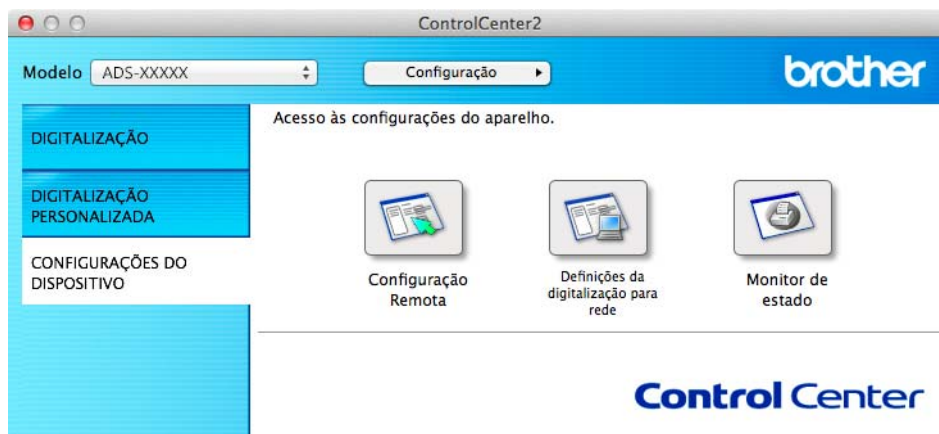 ControlCenter2
Modelo
ADS-XXXXX
Configuração
brother
DIGITALIZAÇÃO
DIGITALIZAÇÃO
PERSONALIZADA
CONFIGURAÇÕES DO
DISPOSITIVO
Acesso às configurações do aparelho.
Configuração
Remota
Definições da
digitalização para
rede
Monitor de
estado
Control Center